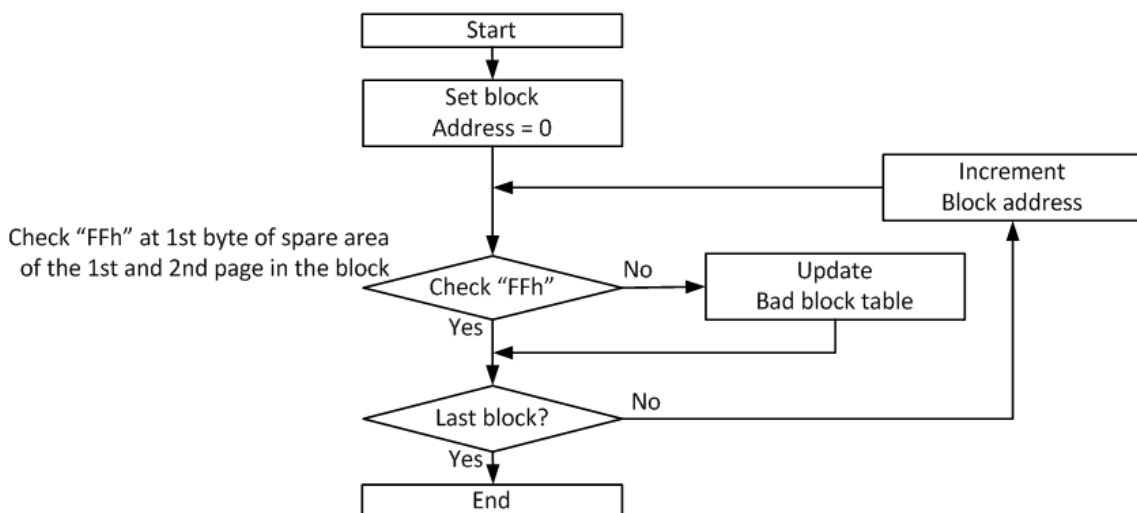 Start
Set block
Address = 0
Increment
Block address
Check “FFh” at 1st byte of spare area
of the 1st and 2nd page in the block
Check “FFh”
No
Update
Bad block table
Yes
Last block?
No
Yes
End